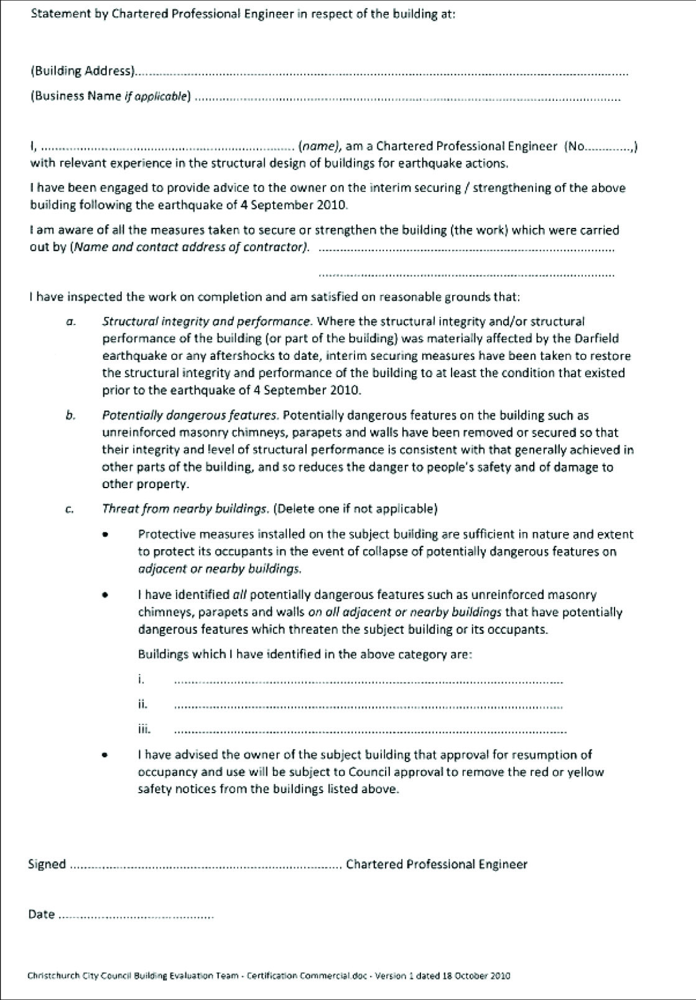 Statement by Chartered Professional Engineer in respect of the building at:
(Building Address)..............................................................................................................................................
(Business Name if applicable) ..........................................................................................................................
I, ........................................................................ (name), am a Chartered Professional Engineer (No.............,)
with relevant experience in the structural design of buildings for earthquake actions.
I have been engaged to provide advice to the owner on the interim securing / strengthening of the above
building following the earthquake of 4 September 2010.
I am aware of all the measures taken to secure or strengthen the building (the work) which were carried
out by (Name and contact address of contractor). .....................................................................................
.....................................................................................
I have inspected the work on completion and am satisfied on reasonable grounds that:
a. Structural integrity and performance. Where the structural integrity and/or structural
performance of the building (or part of the building) was materially affected by the Darfield
earthquake or any aftershocks to date, interim securing measures have been taken to restore
the structural integrity and performance of the building to at least the condition that existed
prior to the earthquake of 4 September 2010.
b. Potentially dangerous features. Potentially dangerous features on the building such as
unreinforced masonry chimneys, parapets and walls have been removed or secured so that
their integrity and level of structural performance is consistent with that generally achieved in
other parts of the building, and so reduces the danger to people's safety and of damage to
other property.
c. Threat from nearby buildings. (Delete one if not applicable)
• Protective measures installed on the subject building are sufficient in nature and extent
to protect its occupants in the event of collapse of potentially dangerous features on
adjacent or nearby buildings.
• I have identified all potentially dangerous features such as unreinforced masonry
chimneys, parapets and walls on all adjacent or nearby buildings that have potentially
dangerous features which threaten the subject building or its occupants.
Buildings which I have identified in the above category are:
i. ................................................................................................................
ii. ................................................................................................................
iii. .................................................................................................................
• I have advised the owner of the subject building that approval for resumption of
occupancy and use will be subject to Council approval to remove the red or yellow
safety notices from the buildings listed above.
Signed ............................................................................. Chartered Professional Engineer
Date ............................................
Christchurch City Council Building Evaluation Team - Certification Commercial.doc - Version 1 dated 18 October 2010